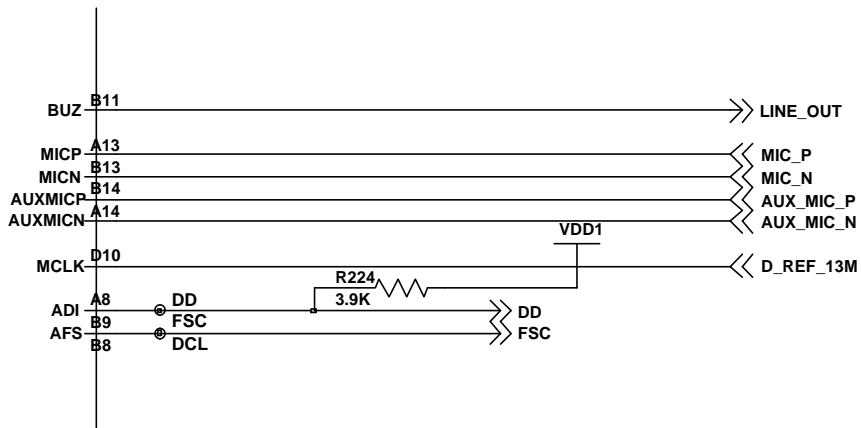 BUZ B11 LINE_OUT
MICP A13 MIC_P
MICN B13 MIC_N
AUXMICP B14 AUX_MIC_P
AUXMICN A14 AUX_MIC_N
VDD1
MCLK D10 D_REF_13M
R224
3.9K
ADI A8 DD DD
AFS B9 FSC FSC
B8 DCL